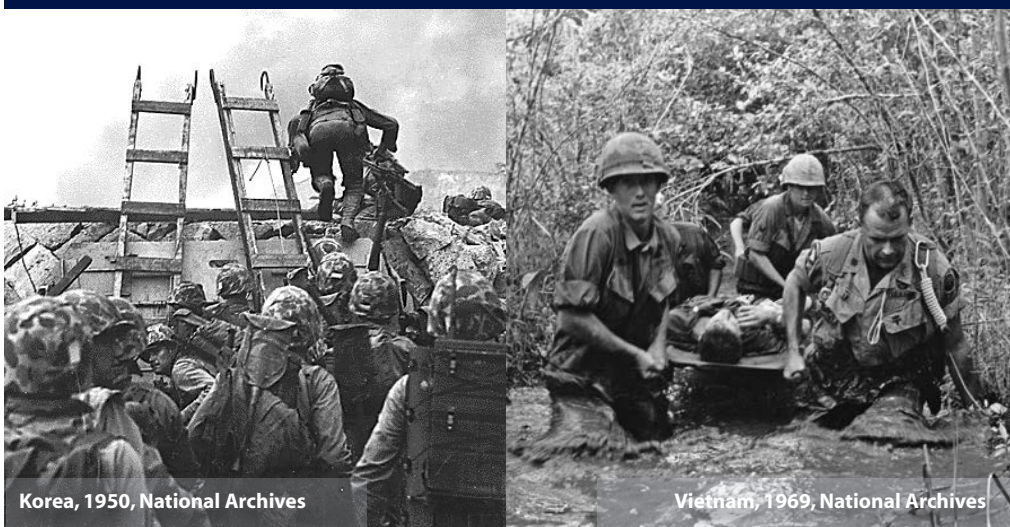 Korea, 1950, National Archives
Vietnam, 1969, National Archives